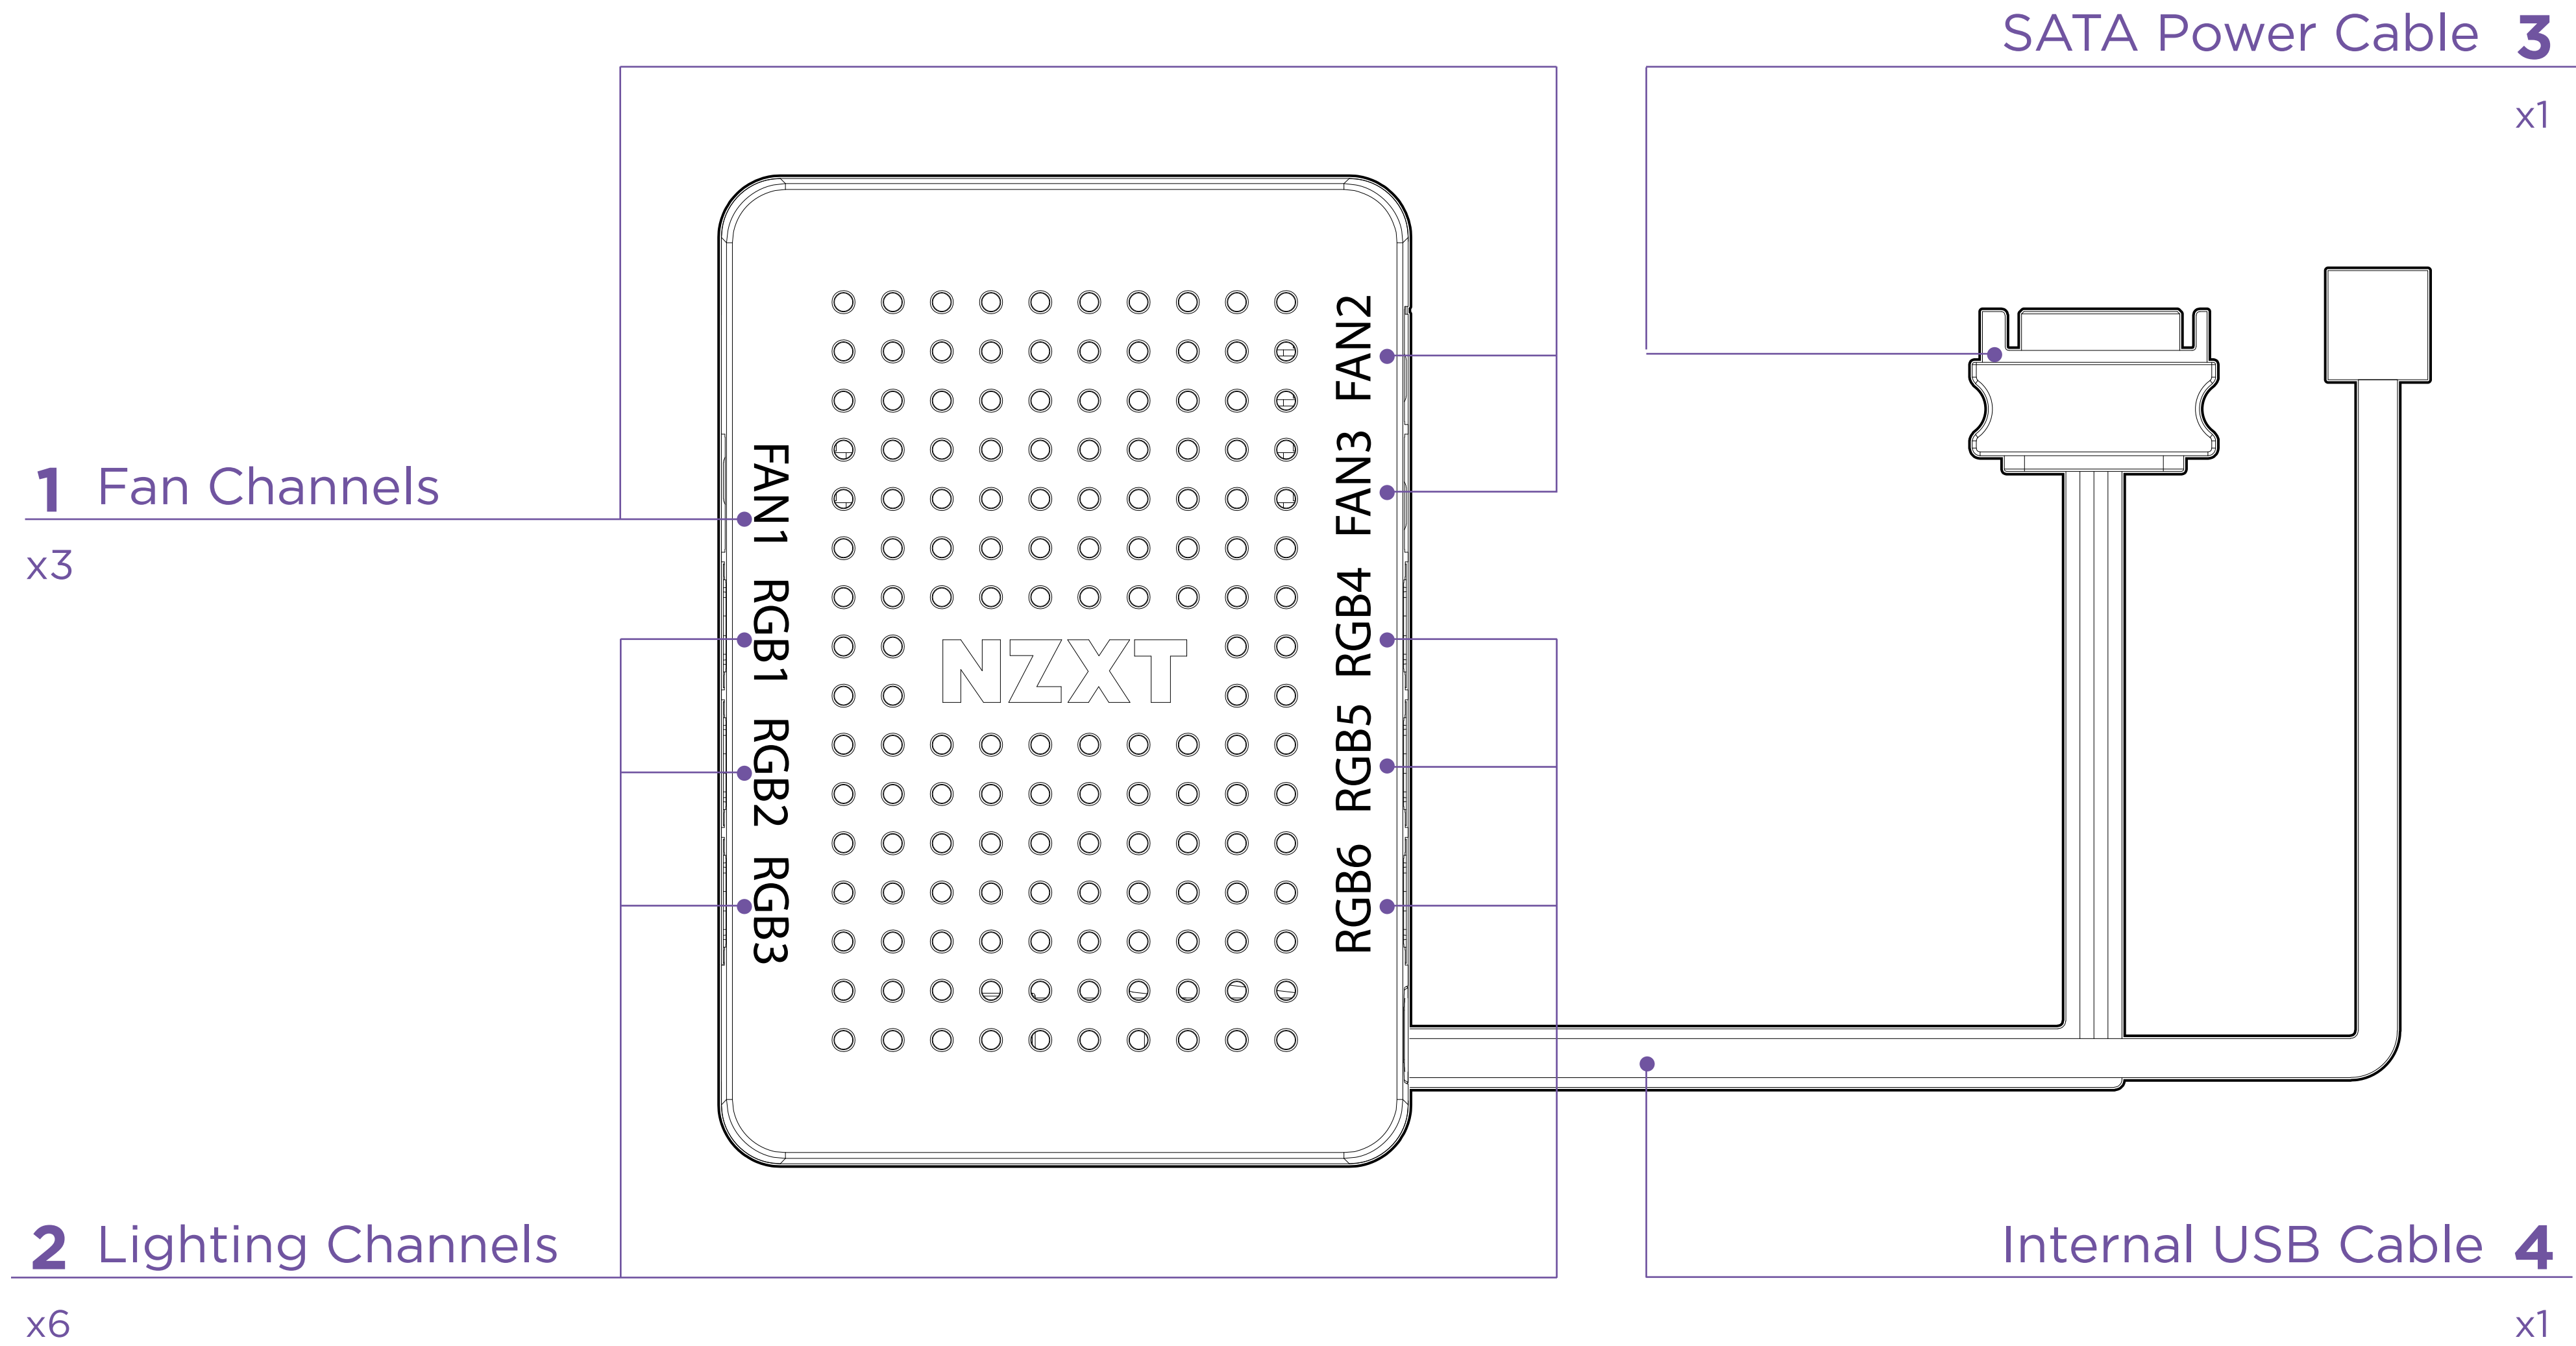 SATA Power Cable 3
x1
1 Fan Channels
x3
FAN1
RGB1
RGB2
RGB3
NZXT
FAN2
FAN3
RGB4
RGB5
RGB6
2 Lighting Channels
x6
Internal USB Cable 4
x1